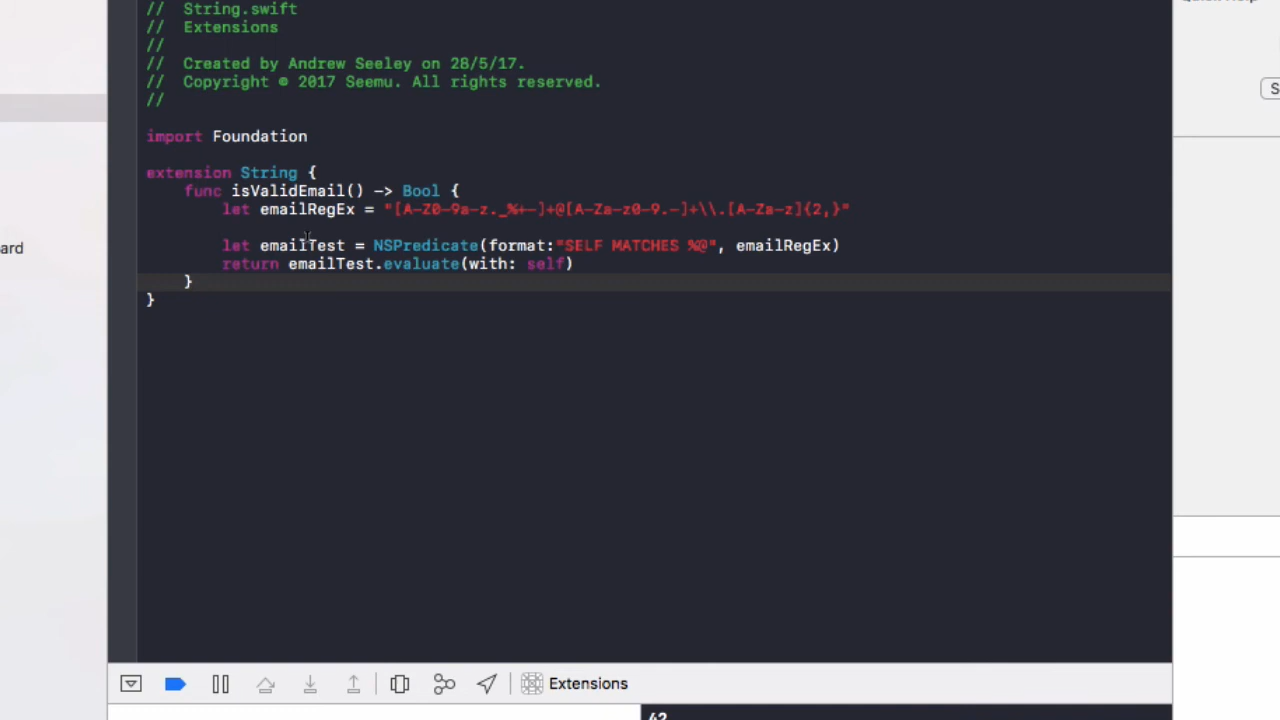 // String.swift
// Extensions
//
// Created by Andrew Seeley on 28/5/17.
// Copyright © 2017 Seemu. All rights reserved.
//
import Foundation
extension String {
func isValidEmail() -> Bool {
let emailRegEx = "[A-Z0-9a-z._%+-]+@[A-Za-z0-9.-]+\\.[A-Za-z]{2,}"
ard
let emailTest = NSPredicate(format:"SELF MATCHES %@", emailRegEx)
return emailTest.evaluate(with: self)
}
}
Extensions
42